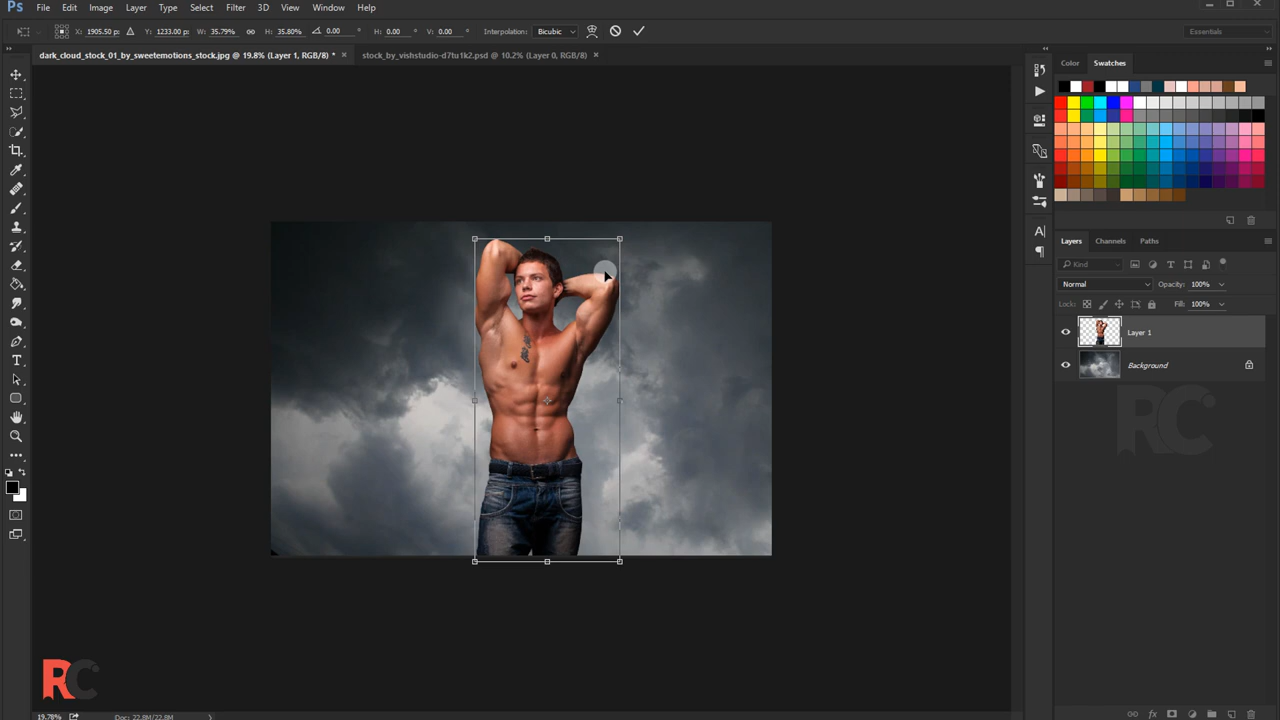 Ps File Edit Image Layer Type Select Filter 3D View Window Help
X: 1905.50 p: Y: 1233.00 p: W: 35.79% H: 35.80% 0.00 ° H: 0.00 ° V: 0.00 ° Interpolation: Bicubic Essentials
dark_cloud_stock_01_by_sweetemotions_stock.jpg @ 19.8% (Layer 1, RGB/8) * × stock_by_vishstudio-d7tu1k2.psd @ 10.2% (Layer 0, RGB/8) ×
Color Swatches
Layers Channels Paths
Kind
Normal Opacity: 100%
Lock: Fill: 100%
Layer 1
Background
RC
RC
19.78% Doc: 22.8M/22.8M